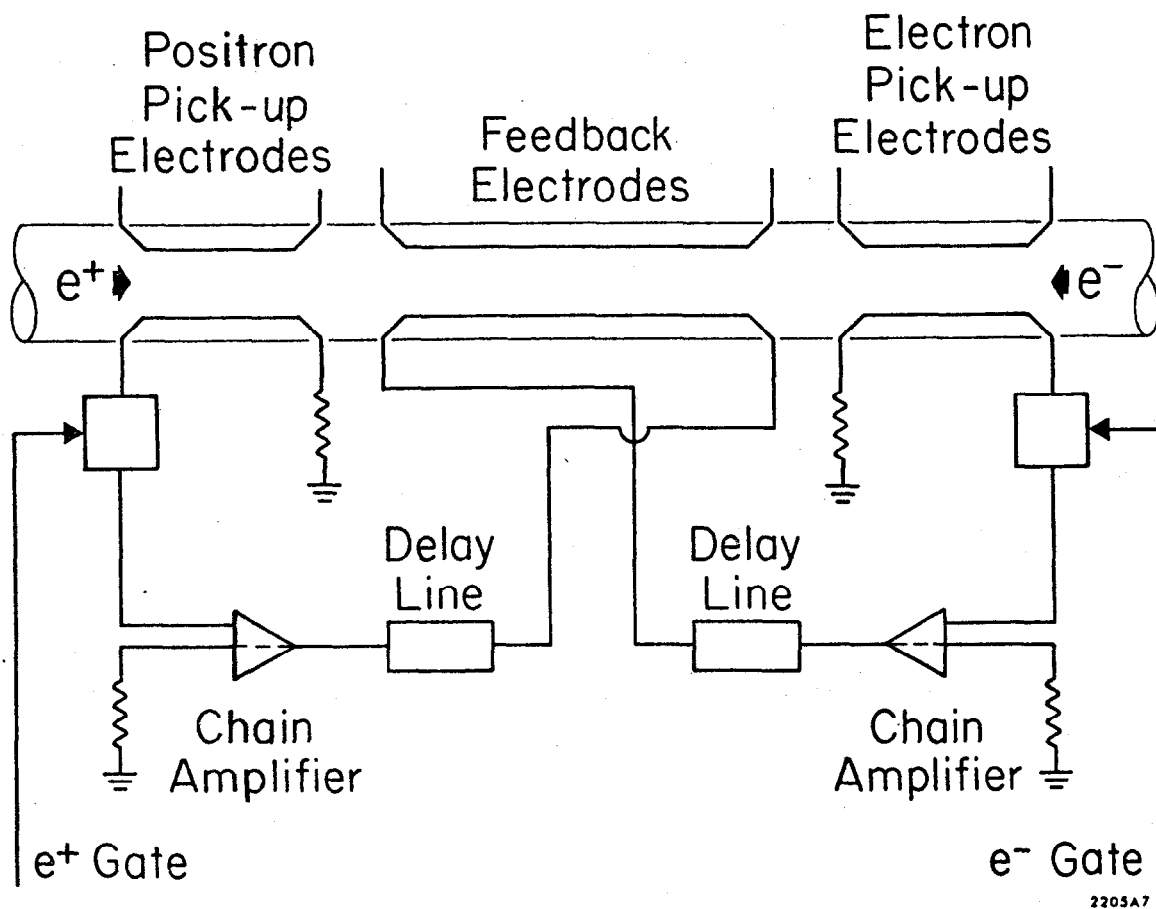 Positron
Pick-up
Electrodes
Feedback
Electrodes
Electron
Pick-up
Electrodes
e⁺
e⁻
Delay
Line
Delay
Line
Chain
Amplifier
Chain
Amplifier
e⁺ Gate
e⁻ Gate
2205A7